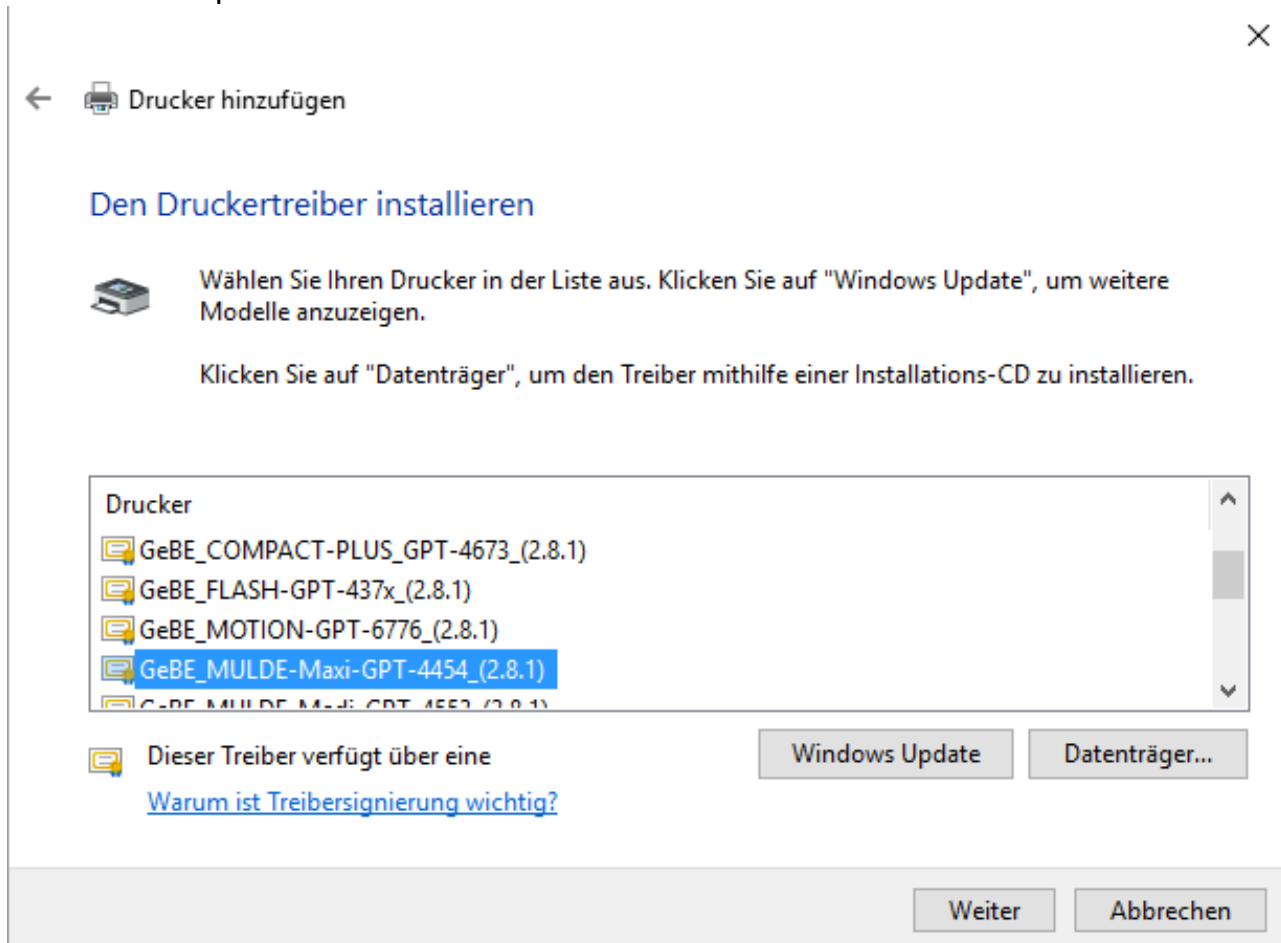 Drucker hinzufügen
Den Druckertreiber installieren
Wählen Sie Ihren Drucker in der Liste aus. Klicken Sie auf "Windows Update", um weitere
Modelle anzuzeigen.
Klicken Sie auf "Datenträger", um den Treiber mithilfe einer Installations-CD zu installieren.
Drucker
GeBE_COMPACT-PLUS_GPT-4673_(2.8.1)
GeBE_FLASH-GPT-437x_(2.8.1)
GeBE_MOTION-GPT-6776_(2.8.1)
GeBE_MULDE-Maxi-GPT-4454_(2.8.1)
Dieser Treiber verfügt über eine
Windows Update Datenträger...
Warum ist Treibersignierung wichtig?
Weiter Abbrechen